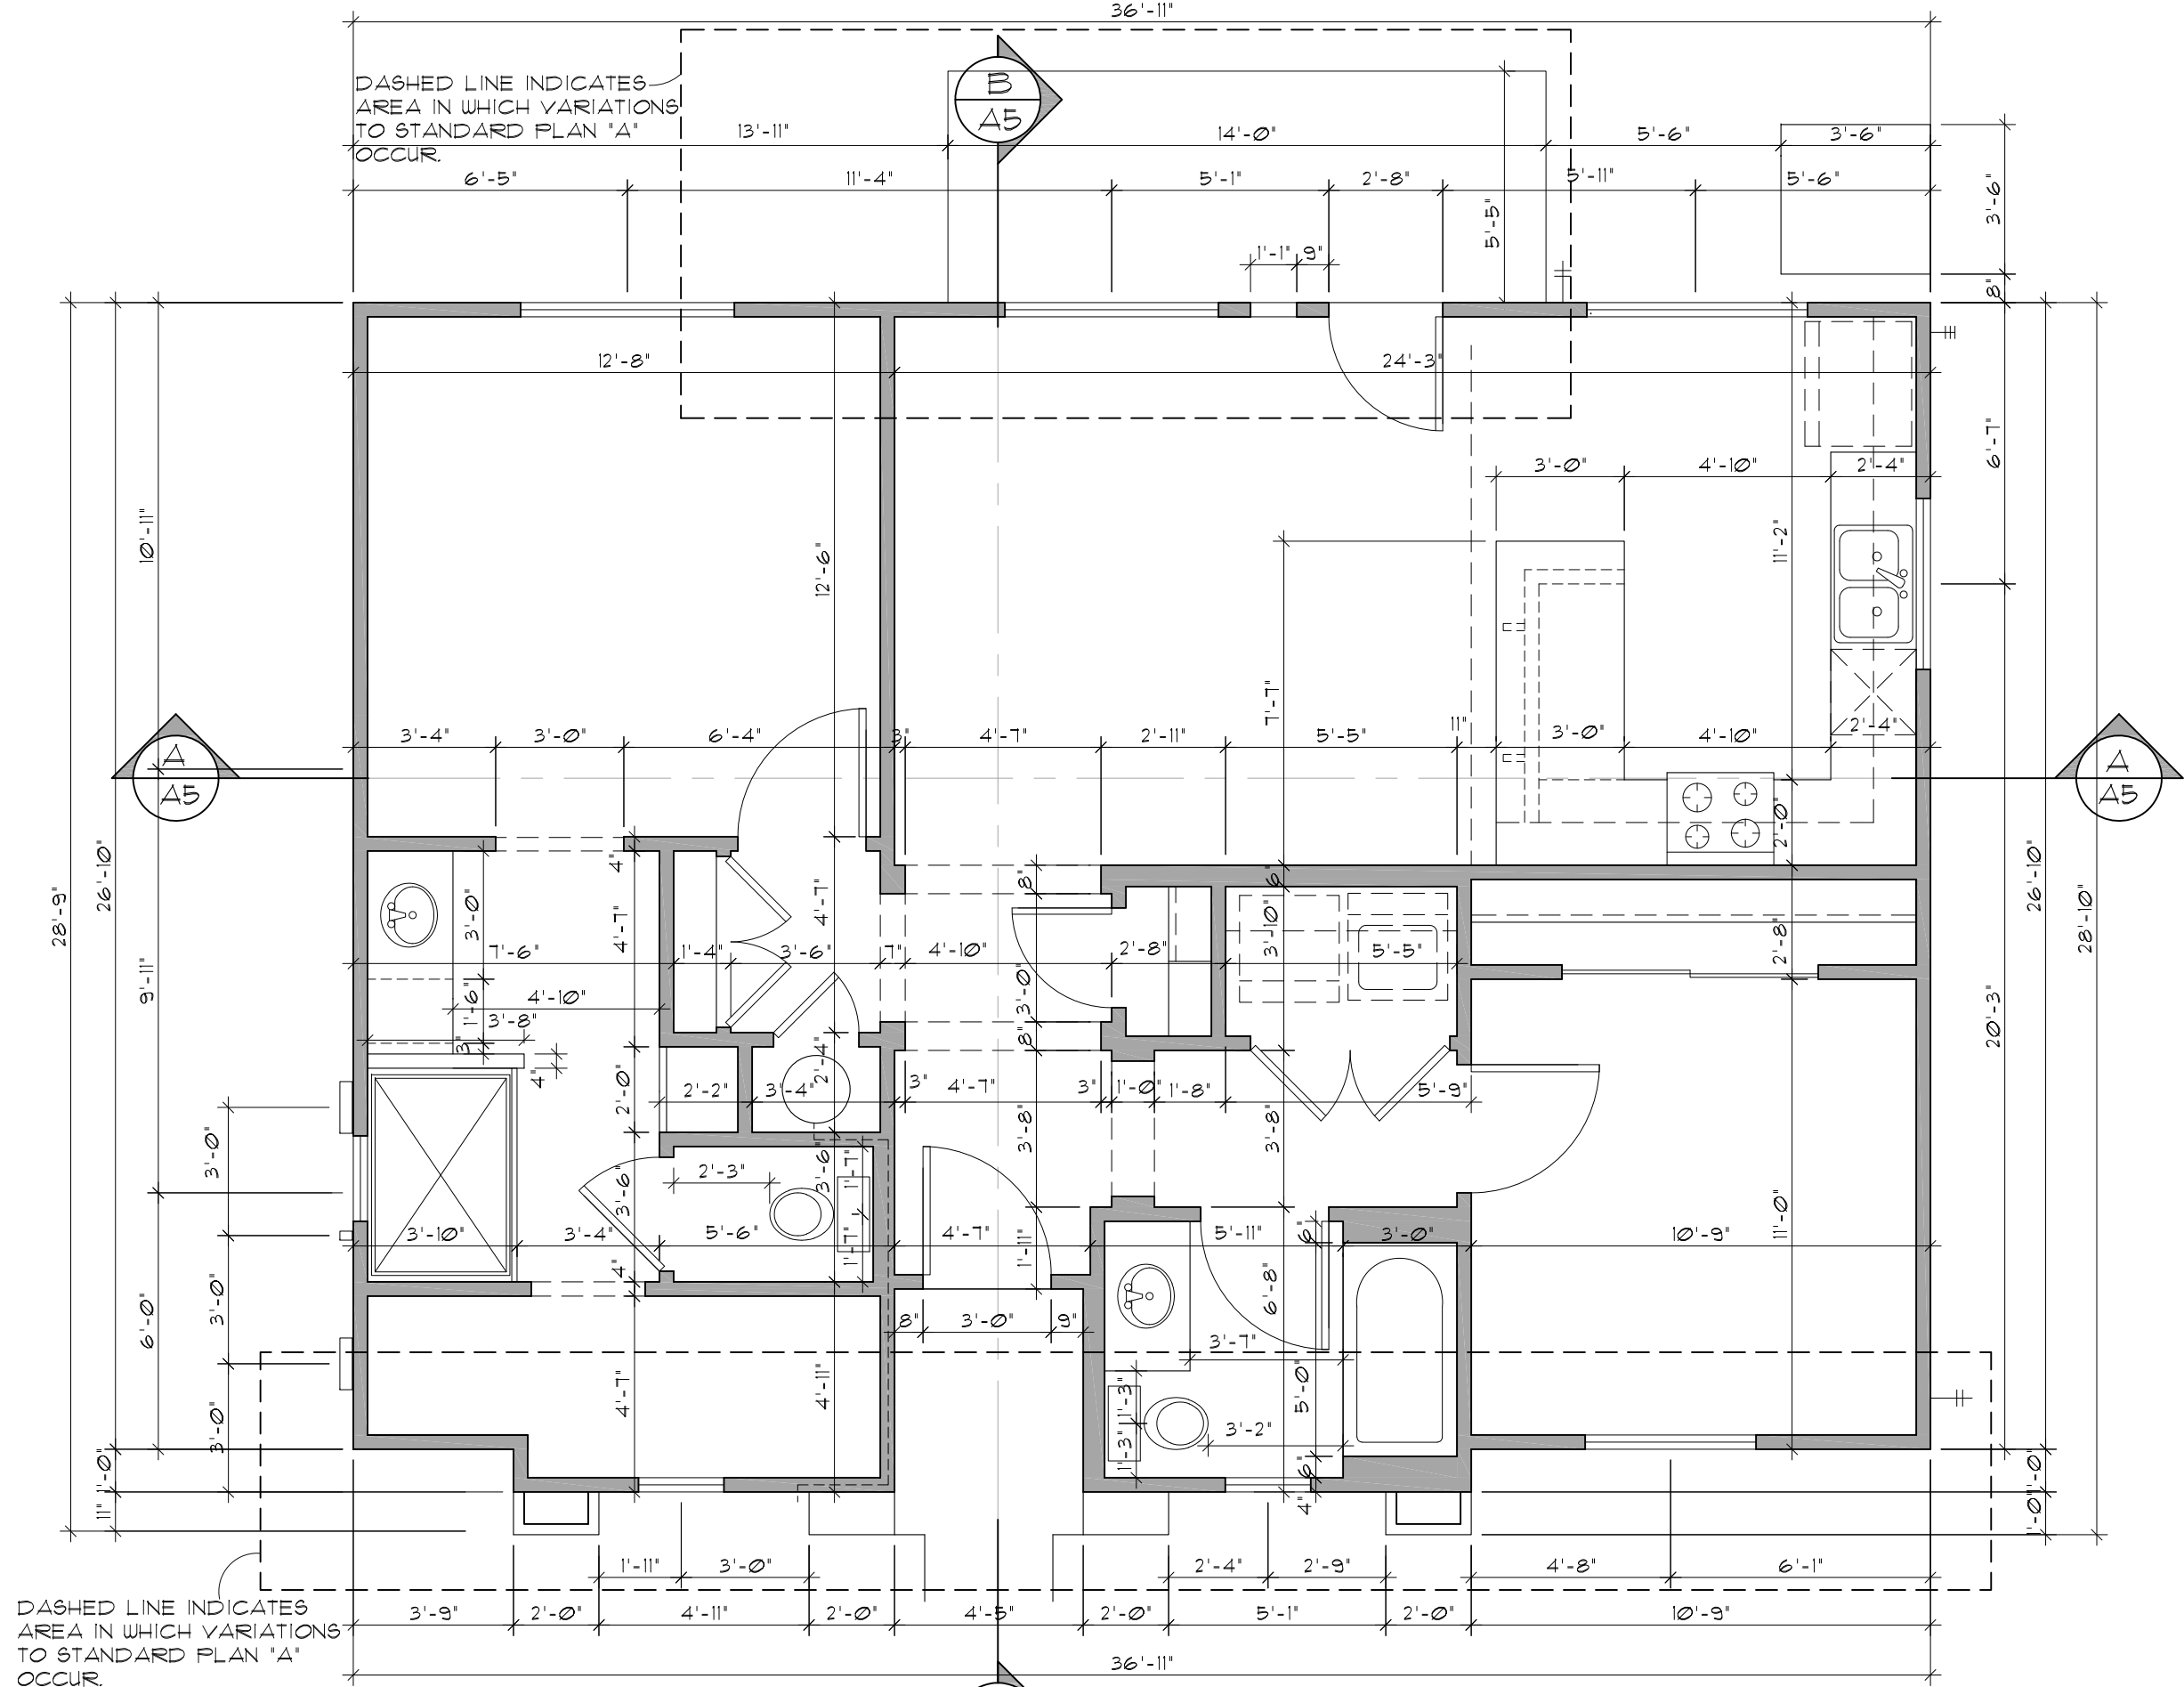 36'-11"
DASHED LINE INDICATES
AREA IN WHICH VARIATIONS
TO STANDARD PLAN "A"
OCCUR.
B
A5
13'-11" 14'-0" 5'-6" 3'-6"
6'-5" 11'-4" 5'-1" 2'-8" 5'-11" 5'-6"
3'-6"
5'-5"
1'-1" 9"
8"
12'-8" 24'-3"
6'-7"
3'-0" 4'-10" 2'-4"
10'-11"
12'-6"
11'-2"
7'-7"
3'-4" 3'-0" 6'-4" 3" 4'-7" 2'-11" 5'-5" 11" 3'-0" 4'-10" 2'-4"
A
A5
A
A5
2'-0"
4" 8" 6"
28'-9"
26'-10"
26'-10"
28'-10"
3'-0" 4'-7" 4'-7" 3'-10" 2'-8"
7'-6" 1'-4" 3'-6" 7" 4'-10" 2'-8" 5'-5"
9'-11"
1'-6" 4'-10" 3'-0"
3'-8"
3" 8"
20'-3"
4" 2'-0" 2'-4"
2'-2" 3'-4" 3" 4'-7" 3" 1'-0" 1'-8" 5'-9"
3'-0" 3'-8" 3'-8"
2'-3" 3'-6" 1'-7"
3'-6"
11'-0"
3'-10" 3'-4" 5'-6" 4'-7" 5'-11" 3'-0" 10'-9"
1'-7" 1'-11" 6"
4"
3'-0" 6'-8"
6'-0"
8" 3'-0" 9"
3'-7"
4'-7" 4'-11" 1'-3" 5'-0"
3'-0"
3'-2"
1'-3" 6"
4"
1'-0"
11"
1'-0"
1'-0"
1'-11" 3'-0" 2'-4" 2'-9" 4'-8" 6'-1"
DASHED LINE INDICATES
AREA IN WHICH VARIATIONS
TO STANDARD PLAN "A"
OCCUR.
3'-9" 2'-0" 4'-11" 2'-0" 4'-5" 2'-0" 5'-1" 2'-0" 10'-9"
36'-11"